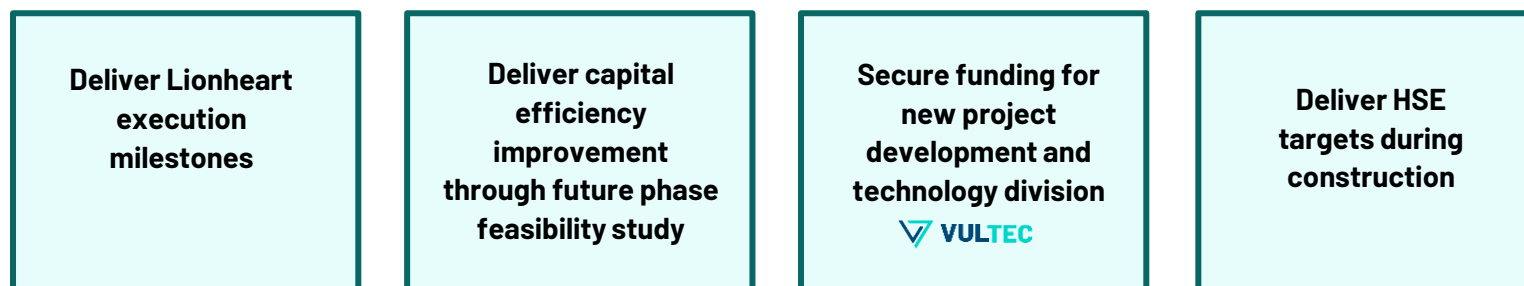 Deliver Lionheart
execution
milestones
Deliver capital
efficiency
improvement
through future phase
feasibility study
Secure funding for
new project
development and
technology division
VULTEC
Deliver HSE
targets during
construction